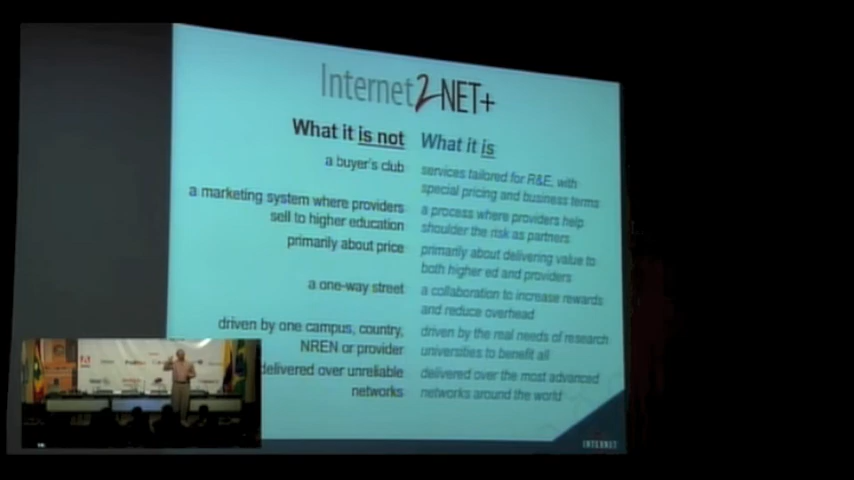 Internet2 NET+
What it is not
What it is
a buyer's club
services tailored for R&E, with
special pricing and business terms
a marketing system where providers
sell to higher education
a process where providers help
shoulder the risk as partners
primarily about price
primarily about delivering value to
both higher ed and providers
a one-way street
a collaboration to increase rewards
and reduce overhead
driven by one campus, country,
NREN or provider
driven by the real needs of research
universities to benefit all
delivered over unreliable
networks
delivered over the most advanced
networks around the world
INTERNET